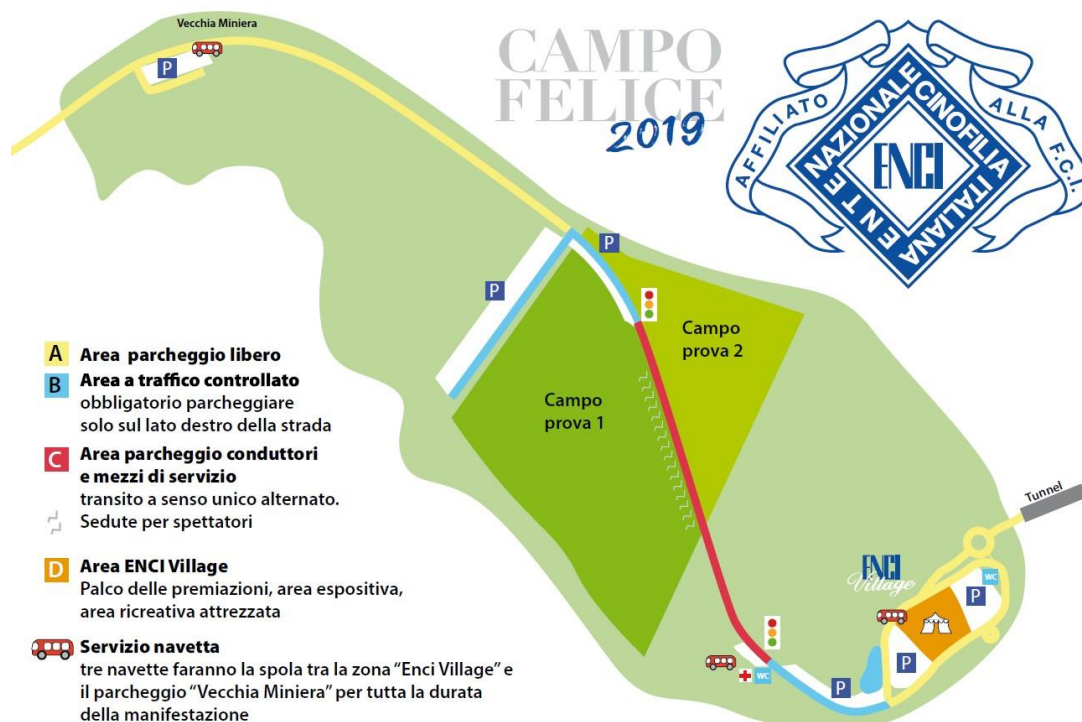 Vecchia Miniera
P
CAMPO
FELICE
2019
AFFILIATO
ALLA F.C.I.
ENTE NAZIONALE
CINOFILIA ITALIANA
ENCI
P
P
Campo
prova 2
Campo
prova 1
A Area parcheggio libero
B Area a traffico controllato
obbligatorio parcheggiare
solo sul lato destro della strada
C Area parcheggio conduttori
e mezzi di servizio
transito a senso unico alternato.
Sedute per spettatori
D Area ENCI Village
Palco delle premiazioni, area espositiva,
area ricreativa attrezzata
Servizio navetta
tre navette faranno la spola tra la zona "Enci Village" e
il parcheggio "Vecchia Miniera" per tutta la durata
della manifestazione
Tunnel
ENCI
Village
WC
P
P
WC
P